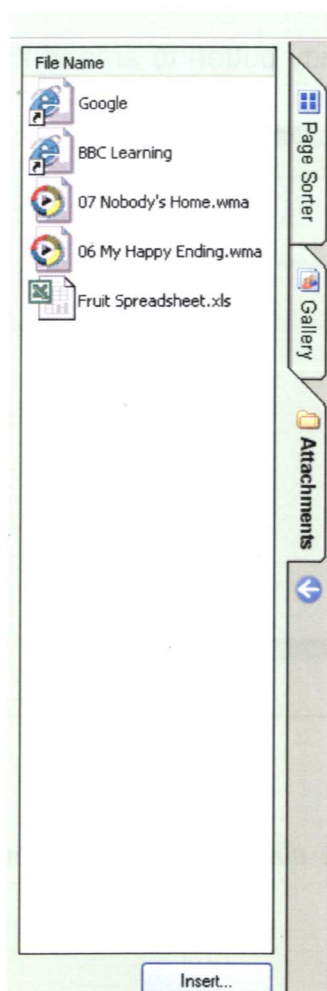 File Name
Google
BBC Learning
07 Nobody's Home.wma
06 My Happy Ending.wma
Fruit Spreadsheet.xls
Page Sorter
Gallery
Attachments
Insert...